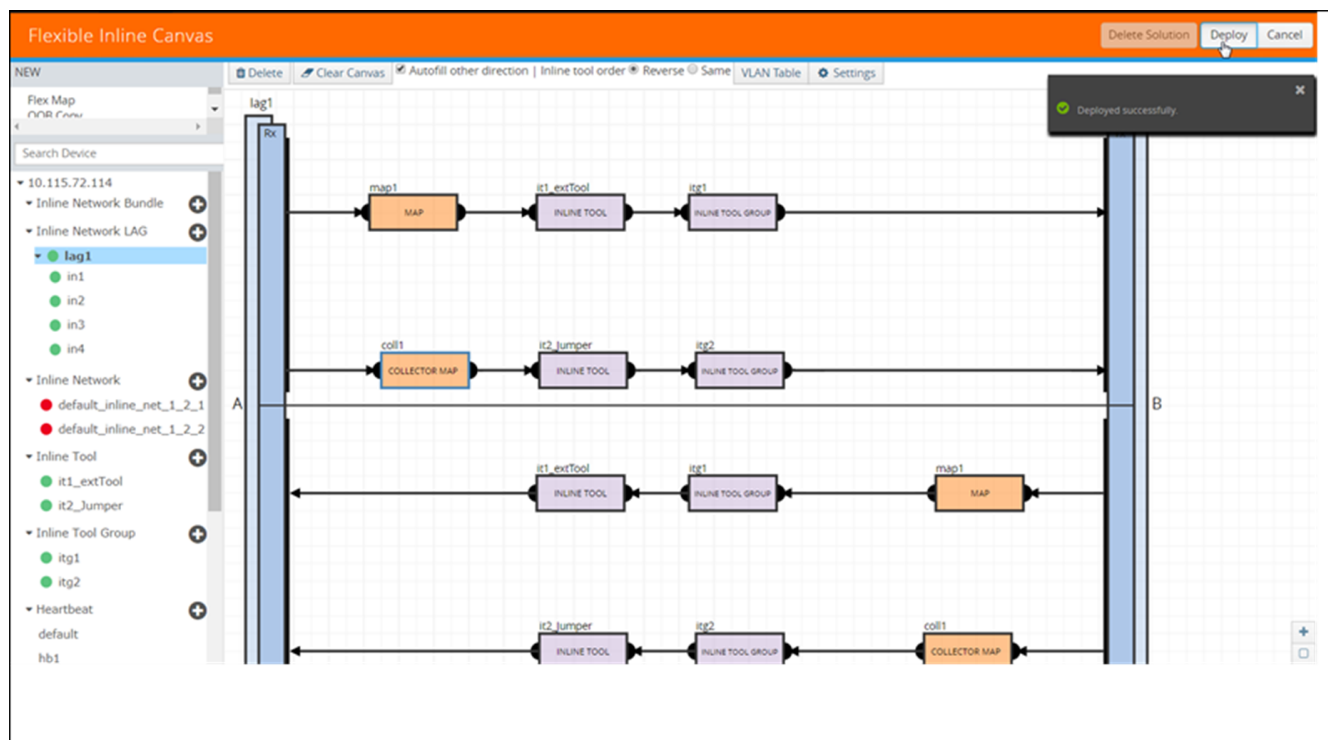 Flexible Inline Canvas
Delete Solution Deploy Cancel
NEW
Delete Clear Canvas Autofill other direction | Inline tool order Reverse Same VLAN Table Settings
Flex Map
OOB Copy
Search Device
10.115.72.114
Inline Network Bundle
Inline Network LAG
lag1
in1
in2
in3
in4
Inline Network
default_inline_net_1_2_1
default_inline_net_1_2_2
Inline Tool
it1_extTool
it2_Jumper
Inline Tool Group
itg1
itg2
Heartbeat
default
hb1
Deployed successfully.
lag1
Rx
map1 it1_extTool itg1
MAP INLINE TOOL INLINE TOOL GROUP
coll1 it2_Jumper itg2
COLLECTOR MAP INLINE TOOL INLINE TOOL GROUP
A B
it1_extTool itg1 map1
INLINE TOOL INLINE TOOL GROUP MAP
it2_Jumper itg2 coll1
INLINE TOOL INLINE TOOL GROUP COLLECTOR MAP